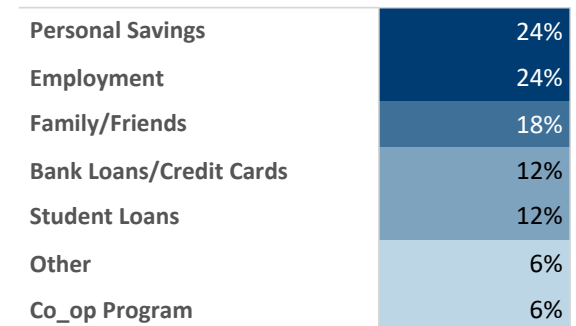 Personal Savings 24%
Employment 24%
Family/Friends 18%
Bank Loans/Credit Cards 12%
Student Loans 12%
Other 6%
Co_op Program 6%